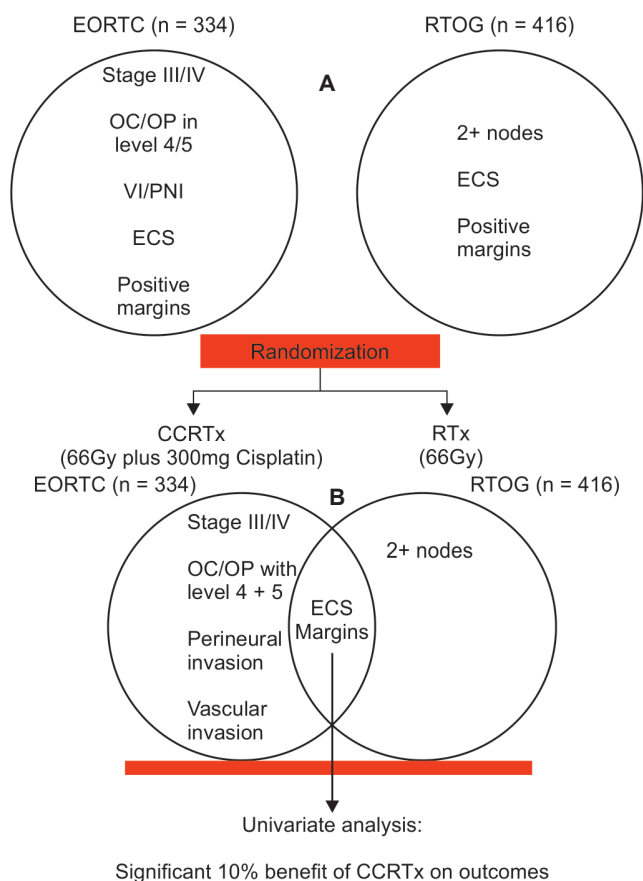 EORTC (n = 334)
RTOG (n = 416)
A
Stage III/IV
OC/OP in
level 4/5
VI/PNI
ECS
Positive
margins
2+ nodes
ECS
Positive
margins
Randomization
CCRTx
(66Gy plus 300mg Cisplatin)
RTx
(66Gy)
EORTC (n = 334)
B
RTOG (n = 416)
Stage III/IV
OC/OP with
level 4 + 5
Perineural
invasion
Vascular
invasion
ECS
Margins
2+ nodes
Univariate analysis:
Significant 10% benefit of CCRTx on outcomes